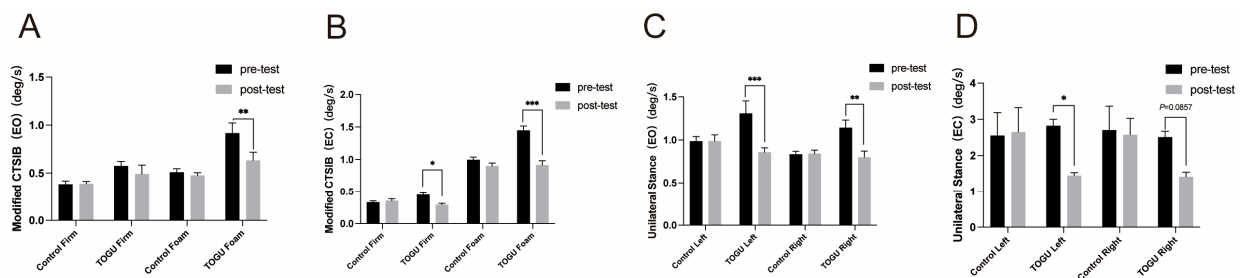 A
Modified CTSIB (EO) (deg/s)
1.5
1.0
0.5
0.0
pre-test
post-test
**
Control Firm
TOGU Firm
Control Foam
TOGU Foam
B
Modified CTSIB (EC) (deg/s)
2.0
1.5
1.0
0.5
0.0
pre-test
post-test
*
***
Control Firm
TOGU Firm
Control Foam
TOGU Foam
C
Unilateral Stance (EO) (deg/s)
1.5
1.0
0.5
0.0
pre-test
post-test
***
**
Control Left
TOGU Left
Control Right
TOGU Right
D
Unilateral Stance (EC) (deg/s)
4
3
2
1
0
pre-test
post-test
*
P=0.0857
Control Left
TOGU Left
Control Right
TOGU Right